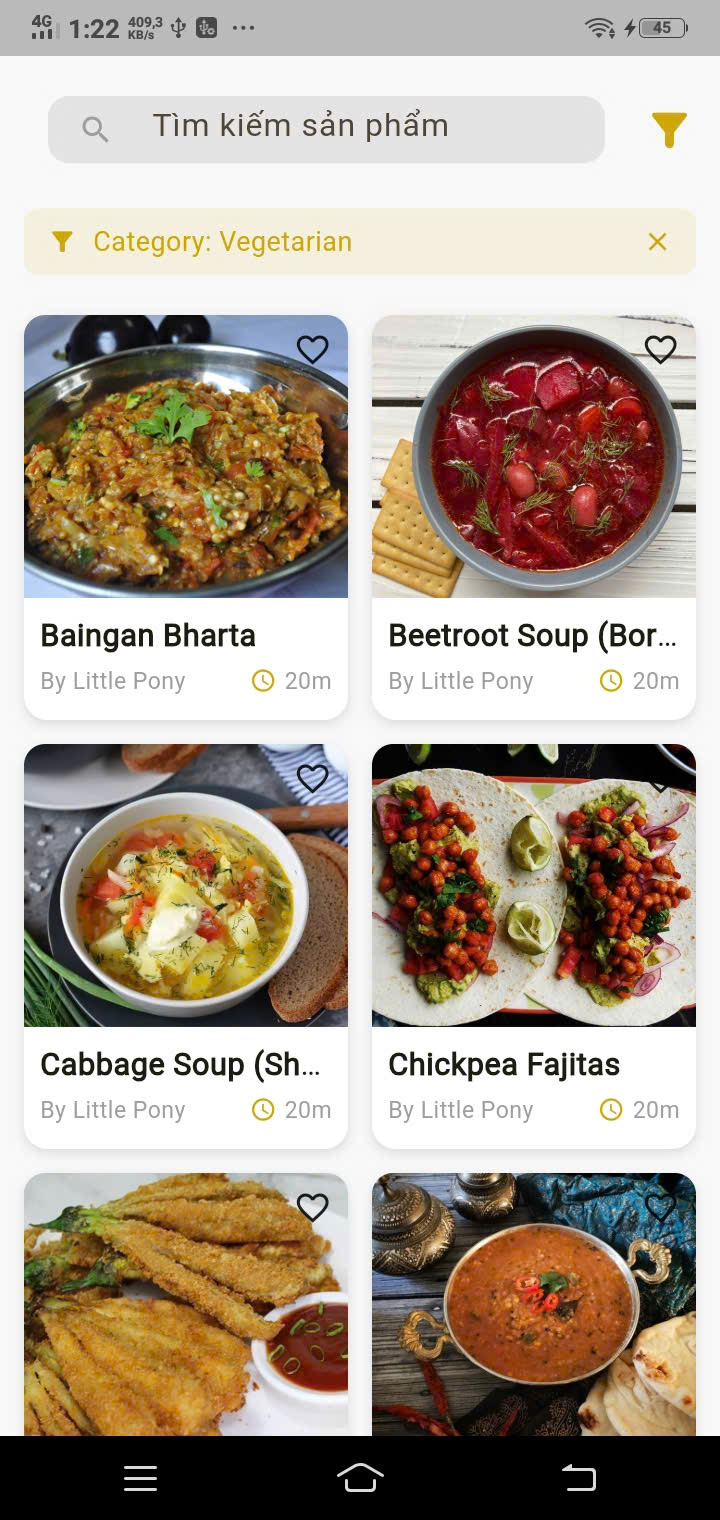 4G 1:22 409,3 KB/s 45
Tìm kiếm sản phẩm
Category: Vegetarian
Baingan Bharta
By Little Pony 20m
Beetroot Soup (Bor...
By Little Pony 20m
Cabbage Soup (Sh...
By Little Pony 20m
Chickpea Fajitas
By Little Pony 20m